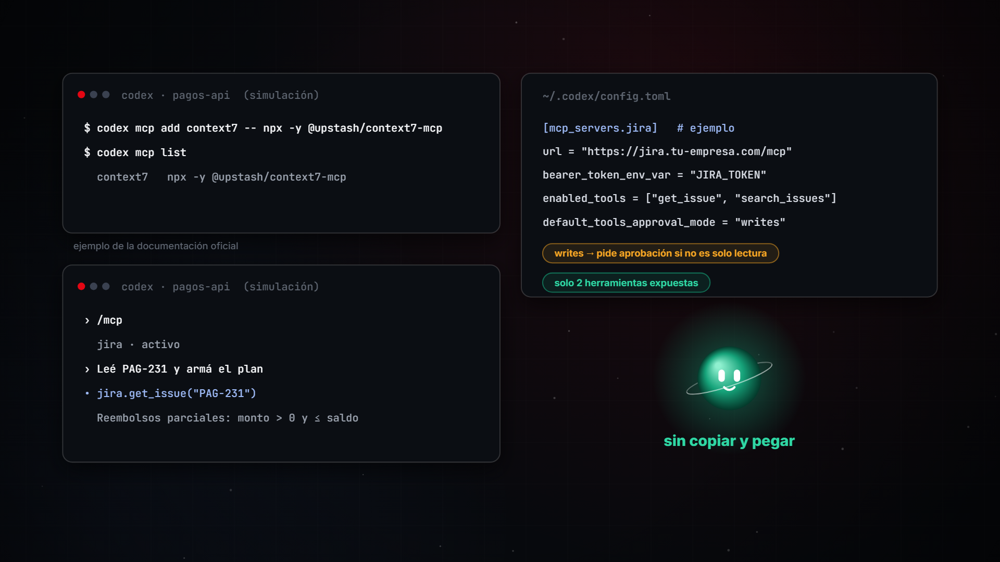 codex · pagos-api (simulación)
$ codex mcp add context7 -- npx -y @upstash/context7-mcp
$ codex mcp list
context7 npx -y @upstash/context7-mcp
ejemplo de la documentación oficial
codex · pagos-api (simulación)
› /mcp
jira · activo
› Leé PAG-231 y armá el plan
• jira.get_issue("PAG-231")
Reembolsos parciales: monto > 0 y ≤ saldo
~/.codex/config.toml
[mcp_servers.jira] # ejemplo
url = "https://jira.tu-empresa.com/mcp"
bearer_token_env_var = "JIRA_TOKEN"
enabled_tools = ["get_issue", "search_issues"]
default_tools_approval_mode = "writes"
writes → pide aprobación si no es solo lectura
solo 2 herramientas expuestas
sin copiar y pegar